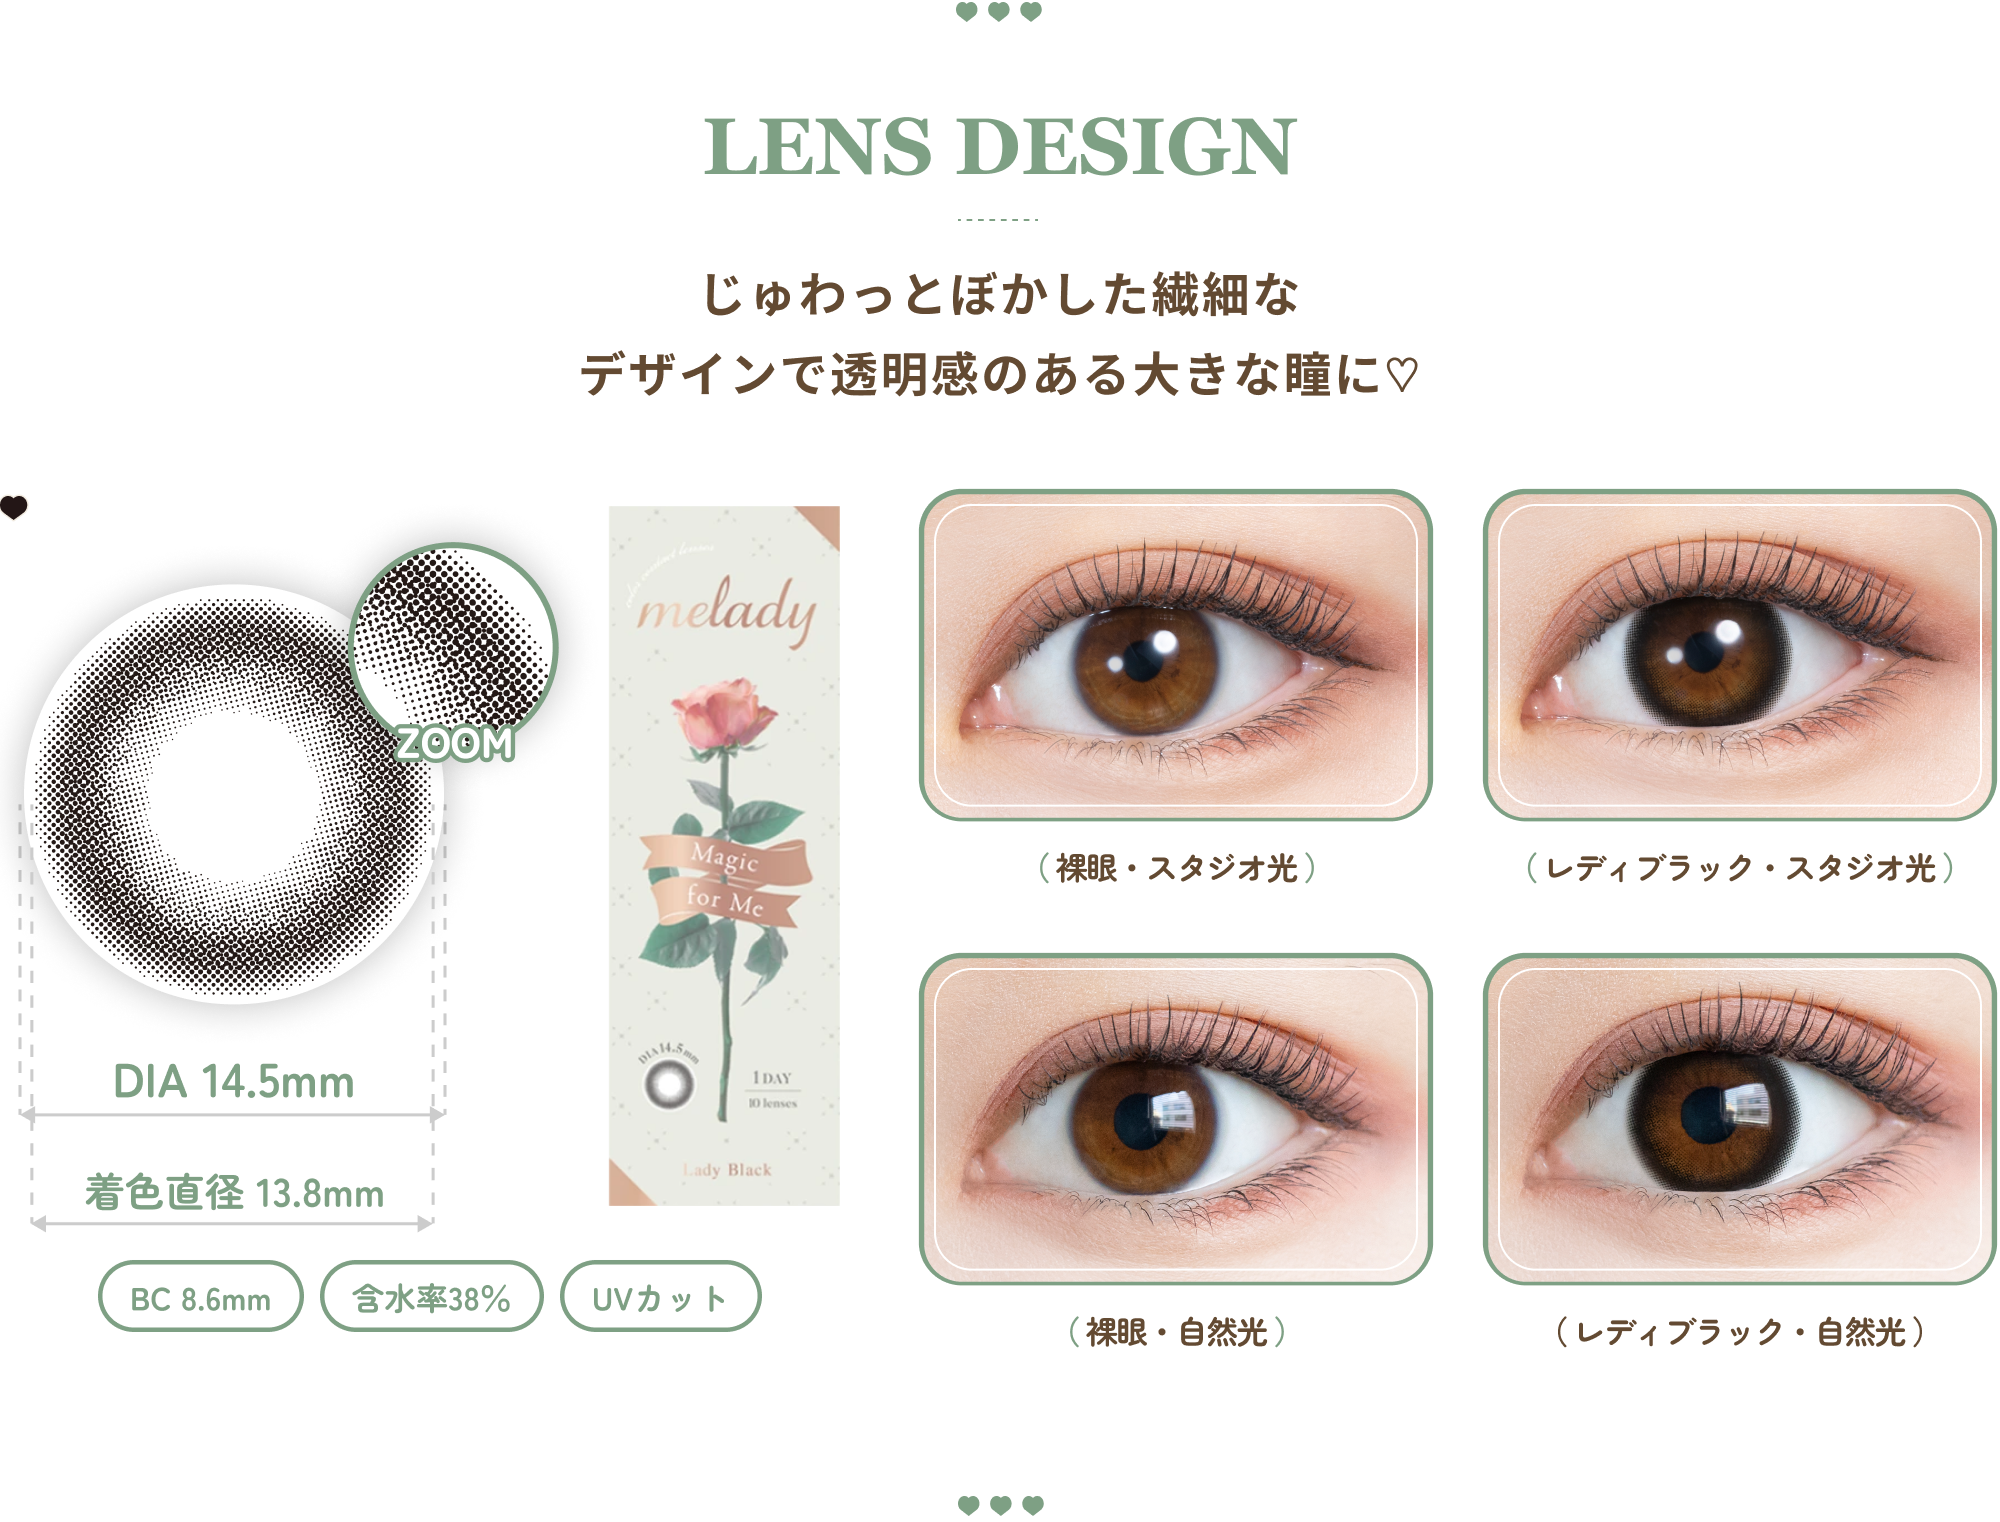 LENS DESIGN
じゅわっとぼかした繊細な
デザインで透明感のある大きな瞳に♡
ZOOM
DIA 14.5mm
着色直径 13.8mm
BC 8.6mm
含水率38%
UVカット
color contact lenses
melady
Magic
for Me
DIA14.5mm
1DAY
10 lenses
Lady Black
（裸眼・スタジオ光）
（レディブラック・スタジオ光）
（裸眼・自然光）
（レディブラック・自然光）